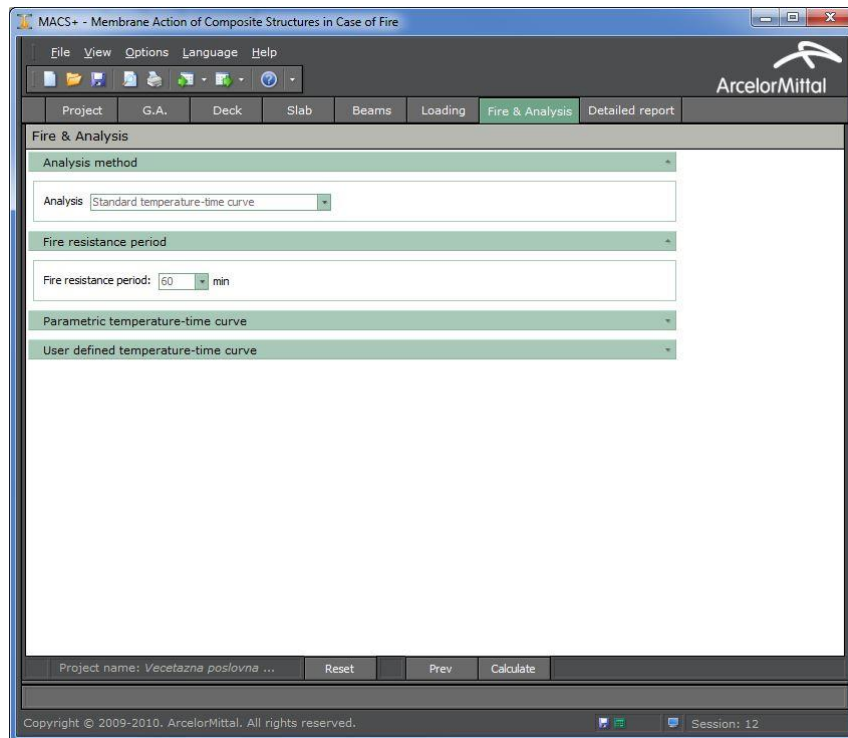 MACS+ - Membrane Action of Composite Structures in Case of Fire
File View Options Language Help
ArcelorMittal
Project G.A. Deck Slab Beams Loading Fire & Analysis Detailed report
Fire & Analysis
Analysis method
Analysis Standard temperature-time curve
Fire resistance period
Fire resistance period: 60 min
Parametric temperature-time curve
User defined temperature-time curve
Project name: Vecetazna poslovna ... Reset Prev Calculate
Copyright © 2009-2010. ArcelorMittal. All rights reserved. Session: 12